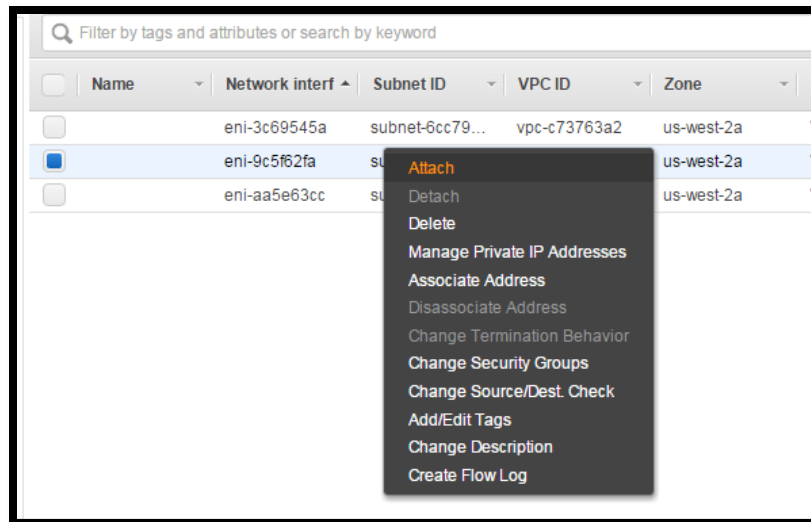 Filter by tags and attributes or search by keyword
Name Network interf Subnet ID VPC ID Zone
eni-3c69545a subnet-6cc79... vpc-c73763a2 us-west-2a
eni-9c5f62fa su us-west-2a
eni-aa5e63cc su us-west-2a
Attach
Detach
Delete
Manage Private IP Addresses
Associate Address
Disassociate Address
Change Termination Behavior
Change Security Groups
Change Source/Dest. Check
Add/Edit Tags
Change Description
Create Flow Log